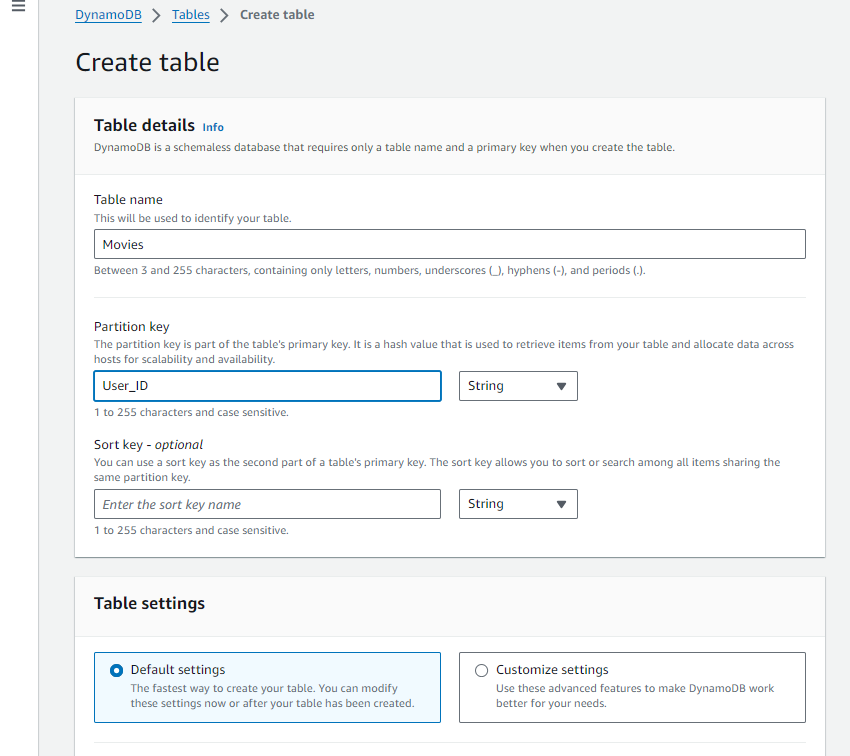 DynamoDB > Tables > Create table
Create table
Table details Info
DynamoDB is a schemaless database that requires only a table name and a primary key when you create the table.
Table name
This will be used to identify your table.
Movies
Between 3 and 255 characters, containing only letters, numbers, underscores (_), hyphens (-), and periods (.).
Partition key
The partition key is part of the table's primary key. It is a hash value that is used to retrieve items from your table and allocate data across
hosts for scalability and availability.
User_ID String
1 to 255 characters and case sensitive.
Sort key - optional
You can use a sort key as the second part of a table's primary key. The sort key allows you to sort or search among all items sharing the
same partition key.
Enter the sort key name String
1 to 255 characters and case sensitive.
Table settings
Default settings
The fastest way to create your table. You can modify
these settings now or after your table has been created.
Customize settings
Use these advanced features to make DynamoDB work
better for your needs.